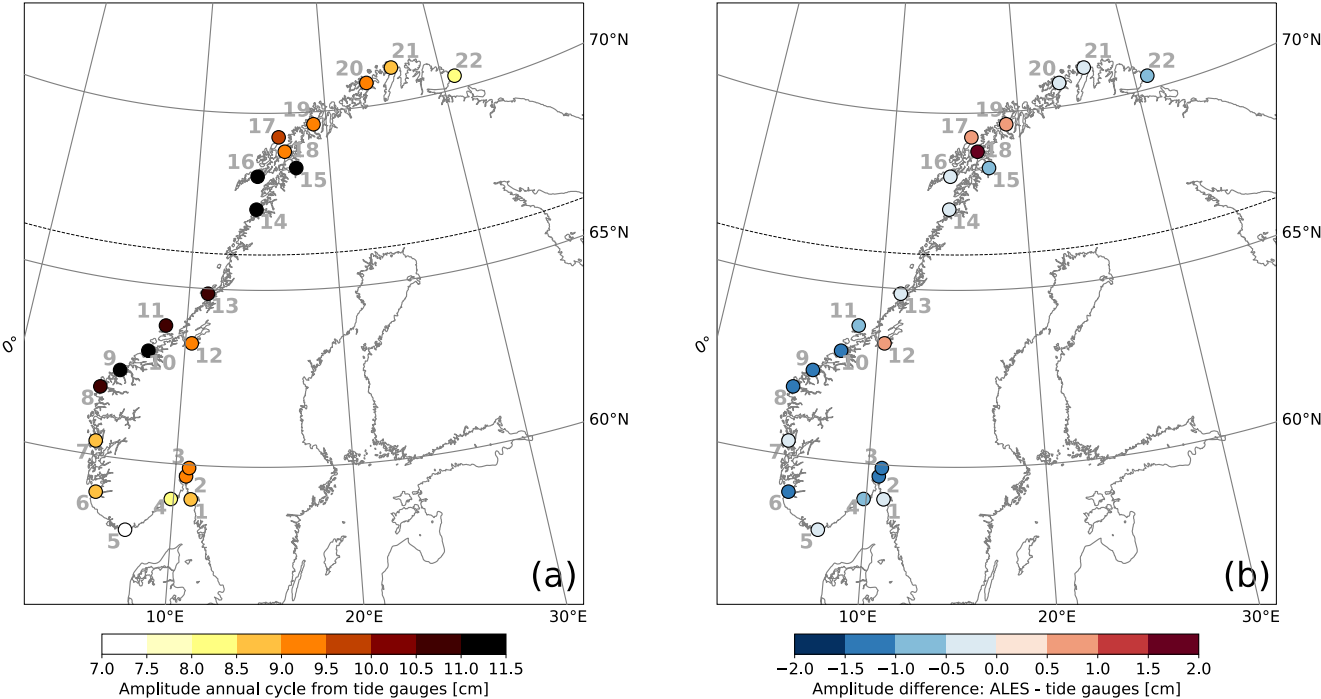 70°N
65°N
60°N
0°
10°E
20°E
30°E
22
21
20
19
17
18
16
15
14
13
11
12
10
9
8
7
3
6
2
4
1
5
(a)
7.0 7.5 8.0 8.5 9.0 9.5 10.0 10.5 11.0 11.5
Amplitude annual cycle from tide gauges [cm]
70°N
65°N
60°N
0°
10°E
20°E
30°E
22
21
20
19
17
18
16
15
14
13
11
12
10
9
8
7
3
6
2
4
1
5
(b)
−2.0 −1.5 −1.0 −0.5 0.0 0.5 1.0 1.5 2.0
Amplitude difference: ALES - tide gauges [cm]